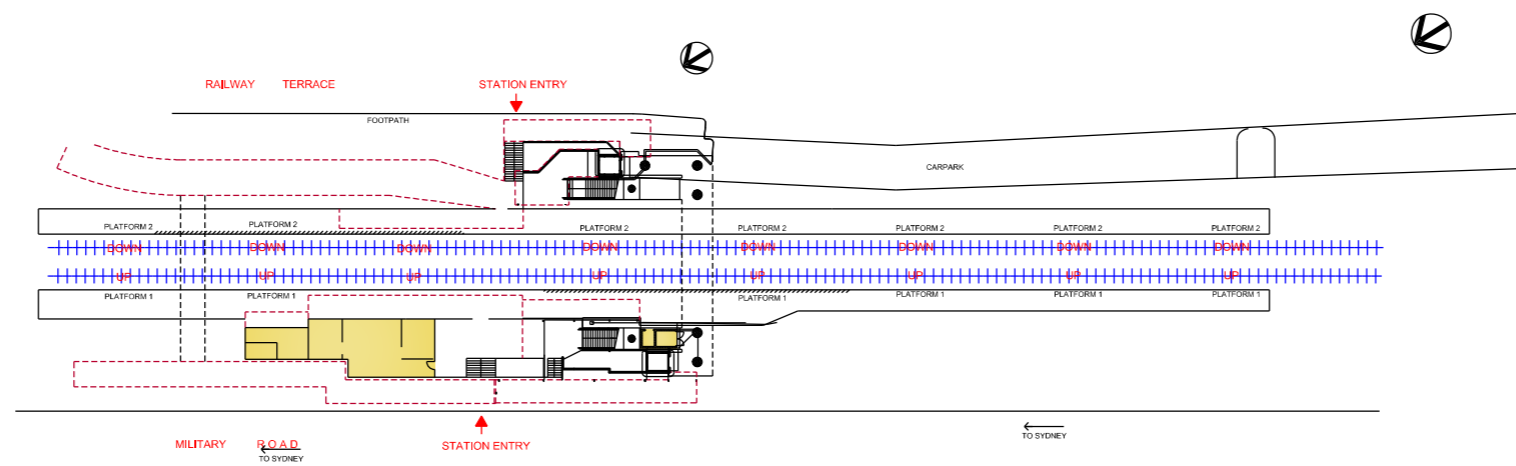 RAILWAY TERRACE
STATION ENTRY
FOOTPATH
CARPARK
PLATFORM 2
PLATFORM 2
PLATFORM 2
PLATFORM 2
PLATFORM 2
PLATFORM 2
PLATFORM 2
DOWN
DOWN
DOWN
DOWN
DOWN
DOWN
DOWN
DOWN
UP
UP
UP
UP
UP
UP
UP
UP
PLATFORM 1
PLATFORM 1
PLATFORM 1
PLATFORM 1
PLATFORM 1
PLATFORM 1
MILITARY ROAD
TO SYDNEY
STATION ENTRY
TO SYDNEY